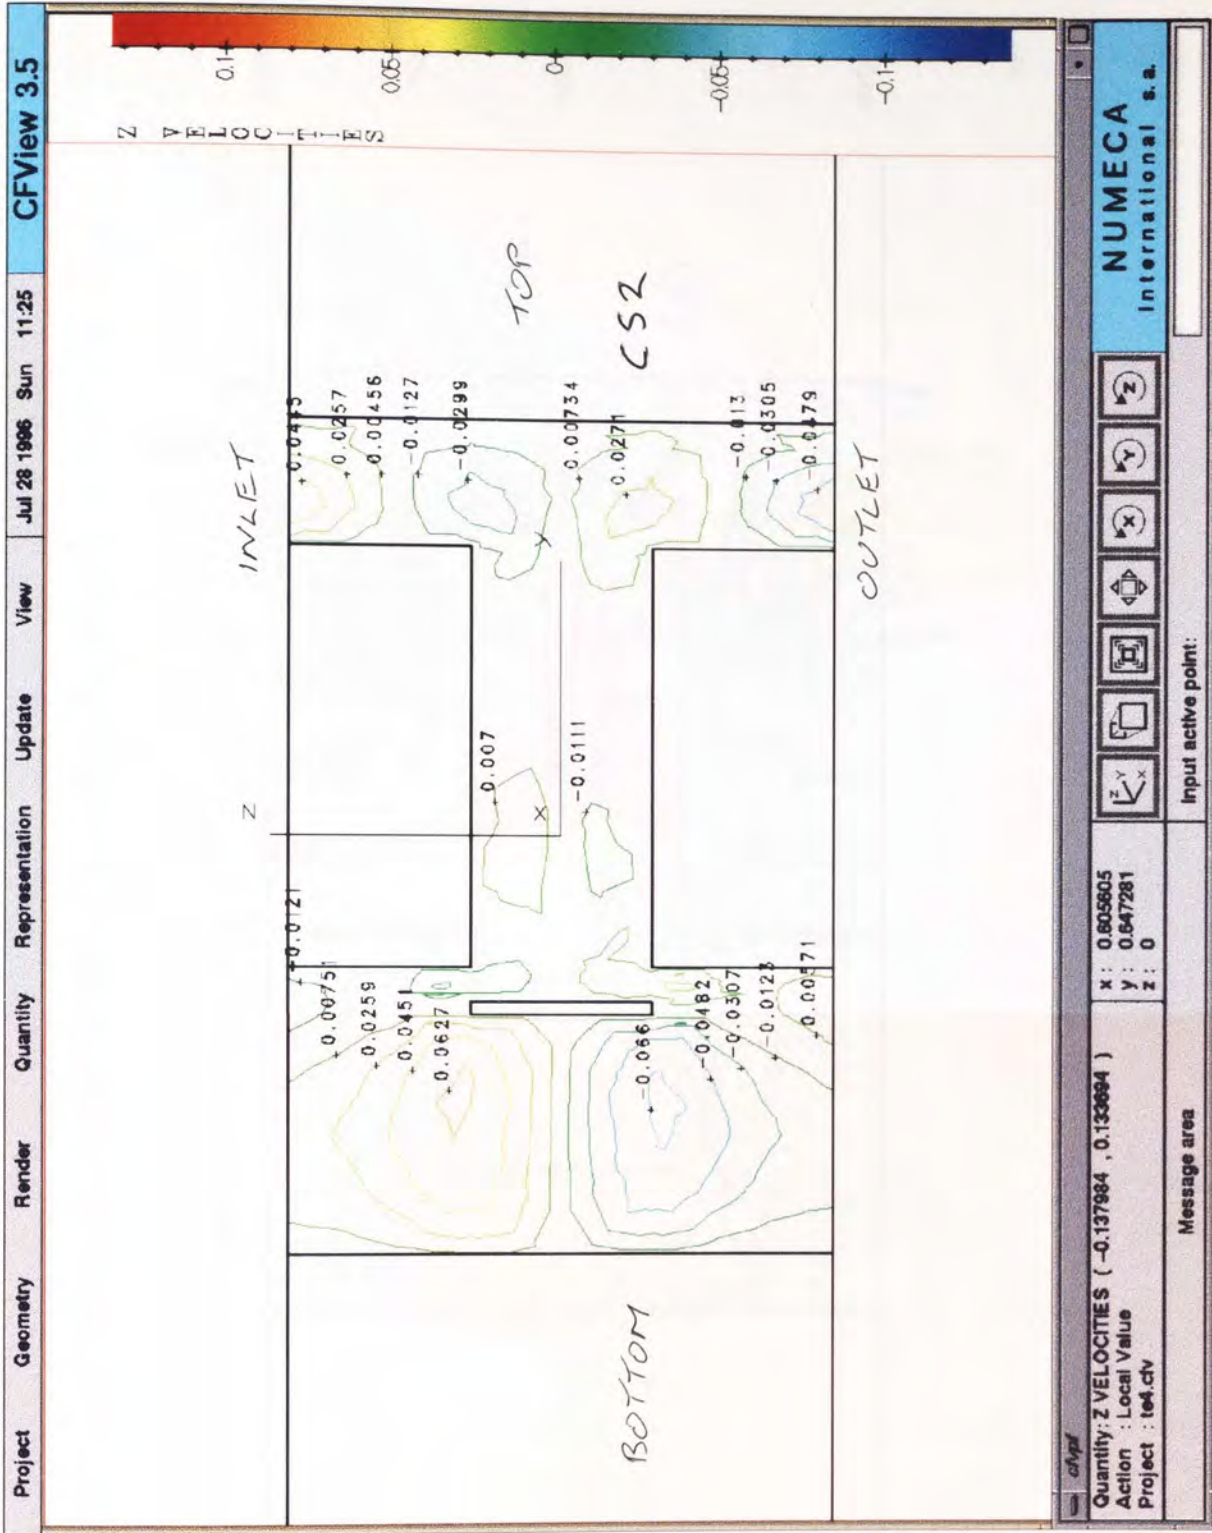 Project Geometry Render Quantity Representation Update View Jul 28 1996 Sun 11:25 CFView 3.5
Z VELOCITIES
0.1
0.05
0
-0.05
-0.1
INLET
TOP
CS2
OUTLET
BOTTOM
Z
X
Y
0.0257
0.00456
-0.0127
-0.0299
0.00734
0.0271
-0.013
-0.0305
-0.0479
0.007
-0.0111
0.0121
0.00751
0.0259
0.0451
0.0627
-0.066
-0.0482
-0.0307
-0.0123
-0.00571
cfvpf
Quantity: Z VELOCITIES ( -0.137984 , 0.133694 )
Action : Local Value
Project : te4.cfv
x : 0.605605
y : 0.647281
z : 0
Z Y X
X
Y
Z
NUMECA
International s.a.
Message area
Input active point: